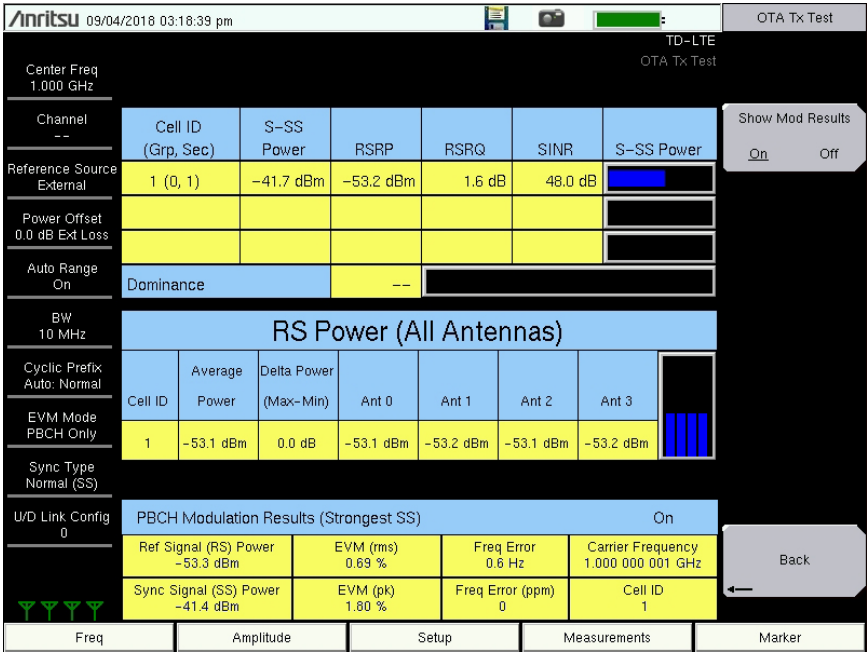 Anritsu 09/04/2018 03:18:39 pm
OTA Tx Test
TD-LTE
OTA Tx Test
Center Freq
1.000 GHz
Channel
--
Reference Source
External
Power Offset
0.0 dB Ext Loss
Auto Range
On
BW
10 MHz
Cyclic Prefix
Auto: Normal
EVM Mode
PBCH Only
Sync Type
Normal (SS)
U/D Link Config
0
Cell ID
(Grp, Sec)
S-SS
Power
RSRP
RSRQ
SINR
S-SS Power
1 (0, 1)
-41.7 dBm
-53.2 dBm
1.6 dB
48.0 dB
Dominance
--
RS Power (All Antennas)
Cell ID
Average
Power
Delta Power
(Max-Min)
Ant 0
Ant 1
Ant 2
Ant 3
1
-53.1 dBm
0.0 dB
-53.1 dBm
-53.2 dBm
-53.1 dBm
-53.2 dBm
PBCH Modulation Results (Strongest SS)
On
Ref Signal (RS) Power
-53.3 dBm
EVM (rms)
0.69 %
Freq Error
0.6 Hz
Carrier Frequency
1.000 000 001 GHz
Sync Signal (SS) Power
-41.4 dBm
EVM (pk)
1.80 %
Freq Error (ppm)
0
Cell ID
1
Show Mod Results
On Off
Back
Freq
Amplitude
Setup
Measurements
Marker